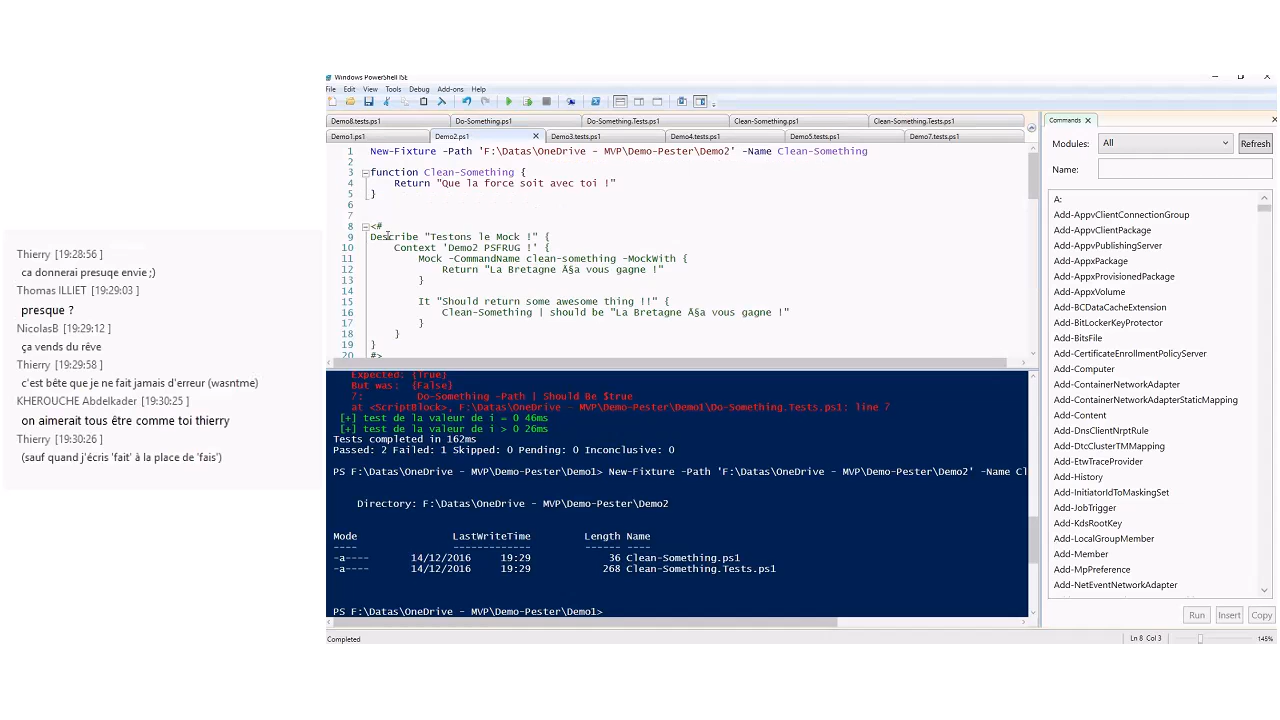 Thierry [19:28:56 ]
ca donnerai presuqe envie ;)
Thomas ILLIET [19:29:03 ]
presque ?
NicolasB [19:29:12 ]
ça vends du rêve
Thierry [19:29:58 ]
c'est bête que je ne fait jamais d'erreur (wasntme)
KHEROUCHE Abdelkader [19:30:25 ]
on aimerait tous être comme toi thierry
Thierry [19:30:26 ]
(sauf quand j'écris 'fait' à la place de 'fais')
Windows PowerShell ISE
File Edit View Tools Debug Add-ons Help
Demo8.tests.ps1 Do-Something.ps1 Do-Something.Tests.ps1 Clean-Something.ps1 Clean-Something.Tests.ps1
Demo1.ps1 Demo2.ps1 X Demo3.tests.ps1 Demo4.tests.ps1 Demo5.tests.ps1 Demo7.tests.ps1
1 New-Fixture -Path 'F:\Datas\OneDrive - MVP\Demo-Pester\Demo2' -Name Clean-Something
2
3 function Clean-Something {
4 Return "Que la force soit avec toi !"
5 }
6
7
8 <#
9 Describe "Testons le Mock !" {
10 Context 'Demo2 PSFRUG !' {
11 Mock -CommandName clean-something -MockWith {
12 Return "La Bretagne Ã§a vous gagne !"
13 }
14
15 It "Should return some awesome thing !!" {
16 Clean-Something | should be "La Bretagne Ã§a vous gagne !"
17 }
18 }
19 }
20 #>
Expected: {True}
But was: {False}
7: Do-Something -Path | Should Be $true
at <ScriptBlock>, F:\Datas\OneDrive - MVP\Demo-Pester\Demo1\Do-Something.Tests.ps1: line 7
[+] test de la valeur de i = 0 46ms
[+] test de la valeur de i > 0 26ms
Tests completed in 162ms
Passed: 2 Failed: 1 Skipped: 0 Pending: 0 Inconclusive: 0
PS F:\Datas\OneDrive - MVP\Demo-Pester\Demo1> New-Fixture -Path 'F:\Datas\OneDrive - MVP\Demo-Pester\Demo2' -Name Cl
Directory: F:\Datas\OneDrive - MVP\Demo-Pester\Demo2
Mode LastWriteTime Length Name
---- ------------- ------ ----
-a---- 14/12/2016 19:29 36 Clean-Something.ps1
-a---- 14/12/2016 19:29 268 Clean-Something.Tests.ps1
PS F:\Datas\OneDrive - MVP\Demo-Pester\Demo1>
Completed
Ln 8 Col 3 145%
Commands X
Modules: All Refresh
Name:
A:
Add-AppvClientConnectionGroup
Add-AppvClientPackage
Add-AppvPublishingServer
Add-AppxPackage
Add-AppxProvisionedPackage
Add-AppxVolume
Add-BCDataCacheExtension
Add-BitLockerKeyProtector
Add-BitsFile
Add-CertificateEnrollmentPolicyServer
Add-Computer
Add-ContainerNetworkAdapter
Add-ContainerNetworkAdapterStaticMapping
Add-Content
Add-DnsClientNrptRule
Add-DtcClusterTMMapping
Add-EtwTraceProvider
Add-History
Add-InitiatorIdToMaskingSet
Add-JobTrigger
Add-KdsRootKey
Add-LocalGroupMember
Add-Member
Add-MpPreference
Add-NetEventNetworkAdapter
Run Insert Copy